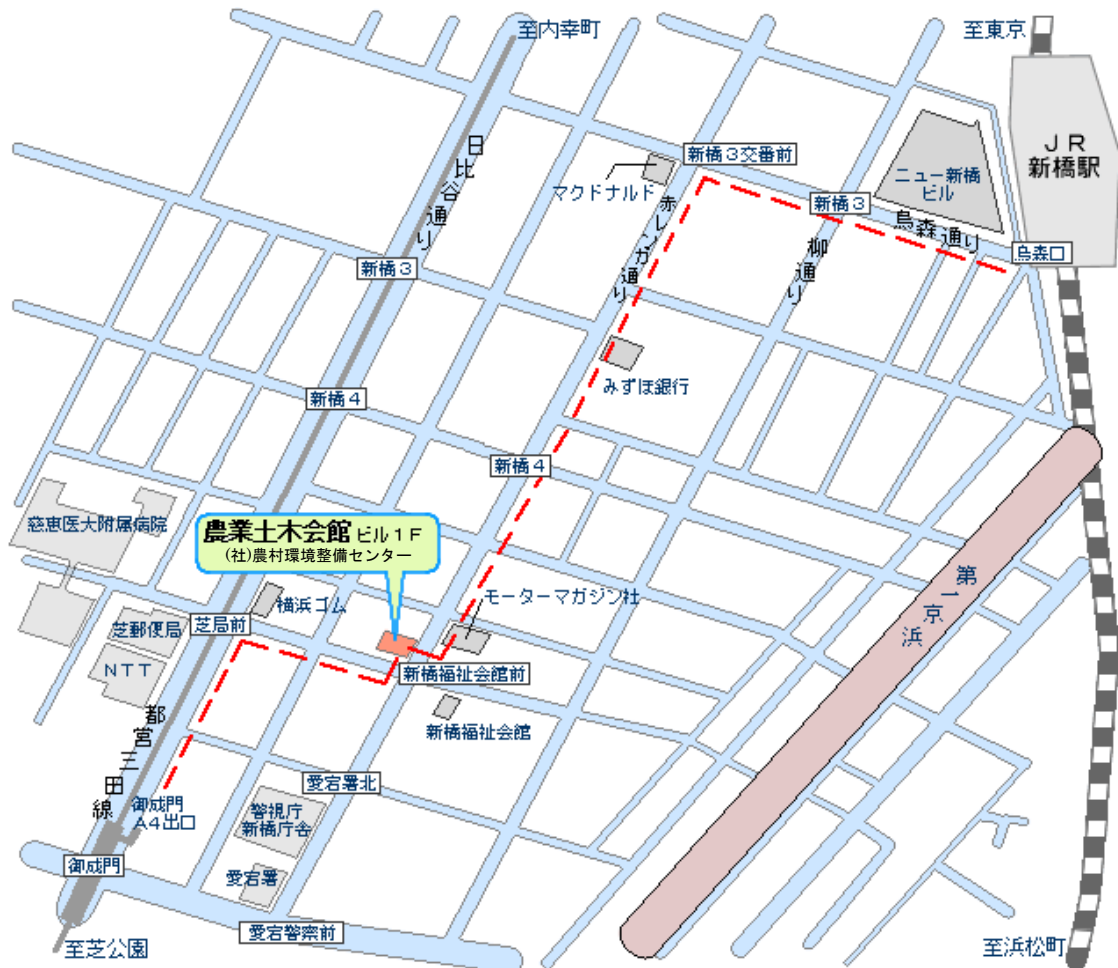 至内幸町
至東京
JR
新橋駅
日比谷通り
新橋3交番前
マクドナルド
ニュー新橋
ビル
新橋3
烏森通り
赤レンガ通り
柳通り
烏森口
新橋3
みずほ銀行
新橋4
新橋4
慈恵医大附属病院
農業土木会館 ビル1F
(社)農村環境整備センター
第一京浜
横浜ゴム
モーターマガジン社
芝郵便局
芝局前
NTT
新橋福祉会館前
新橋福祉会館
都営三田線
愛宕署北
御成門
A4出口
警視庁
新橋庁舎
御成門
愛宕署
愛宕警察前
至芝公園
至浜松町